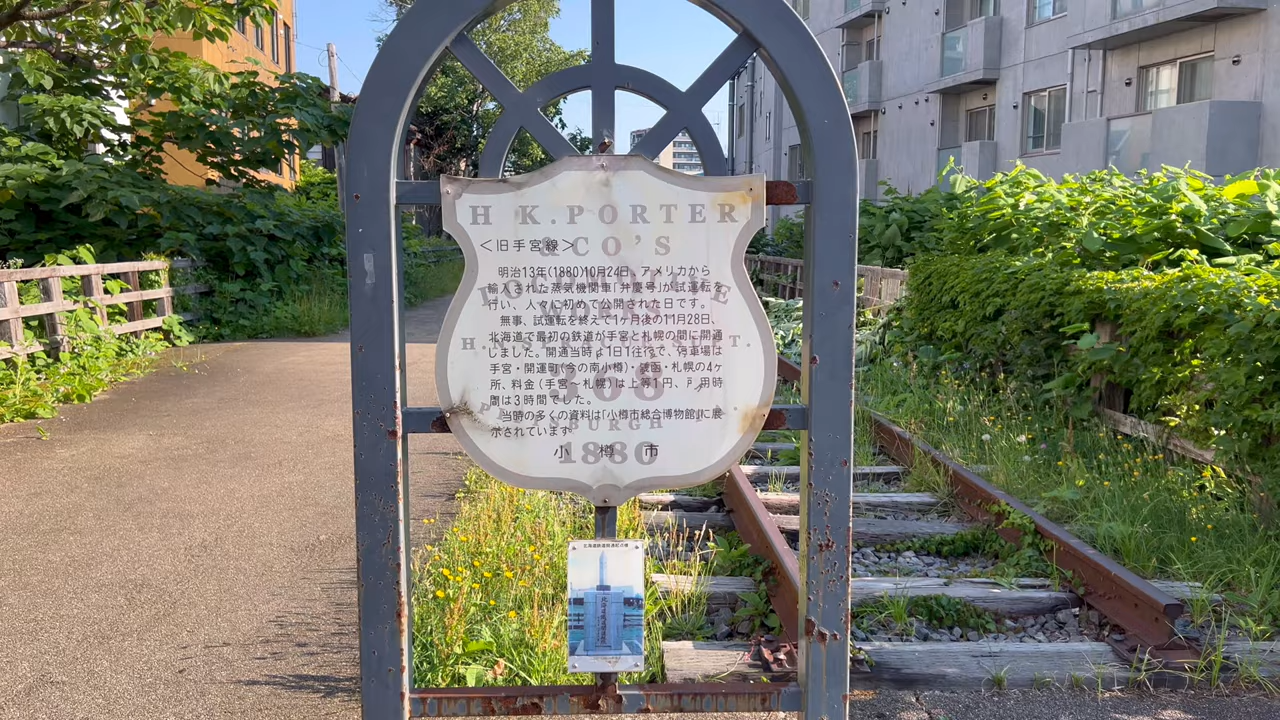 H K.PORTER
&CO'S
<旧手宮線>
明治13年(1880)10月24日、アメリカから
輸入された蒸気機関車「弁慶号」が試運転を
行い、人々に初めて公開された日です。
無事、試運転を終えて1ヶ月後の11月28日、
北海道で最初の鉄道が手宮と札幌の間に開通
しました。開通当時は1日1往復で、停車場は
手宮・開運町(今の南小樽)・銭函・札幌の4ヶ
所、料金(手宮〜札幌)は上等1円、所用時
間は3時間でした。
当時の多くの資料は「小樽市総合博物館」に展
示されています
SBURGH
小樽市
1880